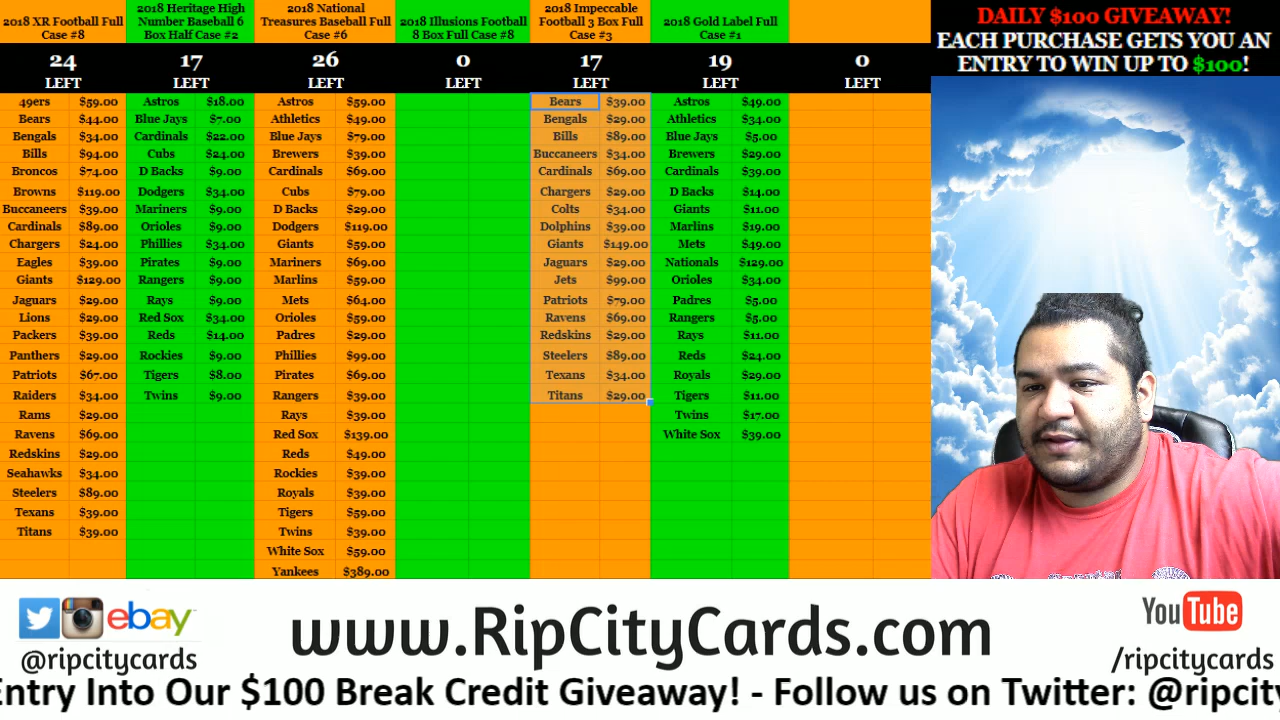 2018 XR Football Full
Case #8
24
LEFT
49ers $59.00
Bears $44.00
Bengals $34.00
Bills $94.00
Broncos $74.00
Browns $119.00
Buccaneers $39.00
Cardinals $89.00
Chargers $24.00
Eagles $39.00
Giants $129.00
Jaguars $29.00
Lions $29.00
Packers $39.00
Panthers $29.00
Patriots $67.00
Raiders $34.00
Rams $29.00
Ravens $69.00
Redskins $29.00
Seahawks $34.00
Steelers $89.00
Texans $39.00
Titans $39.00
2018 Heritage High
Number Baseball 6
Box Half Case #2
17
LEFT
Astros $18.00
Blue Jays $7.00
Cardinals $22.00
Cubs $24.00
D Backs $9.00
Dodgers $34.00
Mariners $9.00
Orioles $9.00
Phillies $34.00
Pirates $9.00
Rangers $9.00
Rays $9.00
Red Sox $34.00
Reds $14.00
Rockies $9.00
Tigers $8.00
Twins $9.00
2018 National
Treasures Baseball Full
Case #6
26
LEFT
Astros $59.00
Athletics $49.00
Blue Jays $79.00
Brewers $39.00
Cardinals $69.00
Cubs $79.00
D Backs $29.00
Dodgers $119.00
Giants $59.00
Mariners $69.00
Marlins $59.00
Mets $64.00
Orioles $59.00
Padres $29.00
Phillies $99.00
Pirates $69.00
Rangers $39.00
Rays $39.00
Red Sox $139.00
Reds $49.00
Rockies $39.00
Royals $39.00
Tigers $59.00
Twins $39.00
White Sox $59.00
Yankees $389.00
2018 Illusions Football
8 Box Full Case #8
0
LEFT
2018 Impeccable
Football 3 Box Full
Case #3
17
LEFT
Bears $39.00
Bengals $29.00
Bills $89.00
Buccaneers $34.00
Cardinals $69.00
Chargers $29.00
Colts $34.00
Dolphins $39.00
Giants $149.00
Jaguars $29.00
Jets $99.00
Patriots $79.00
Ravens $69.00
Redskins $29.00
Steelers $89.00
Texans $34.00
Titans $29.00
2018 Gold Label Full
Case #1
19
LEFT
Astros $49.00
Athletics $34.00
Blue Jays $5.00
Brewers $29.00
Cardinals $39.00
D Backs $14.00
Giants $11.00
Marlins $19.00
Mets $49.00
Nationals $129.00
Orioles $34.00
Padres $5.00
Rangers $5.00
Rays $11.00
Reds $24.00
Royals $29.00
Tigers $11.00
Twins $17.00
White Sox $39.00
0
LEFT
DAILY $100 GIVEAWAY!
EACH PURCHASE GETS YOU AN
ENTRY TO WIN UP TO $100!
ebay
@ripcitycards
www.RipCityCards.com
YouTube
/ripcitycards
Entry Into Our $100 Break Credit Giveaway! - Follow us on Twitter: @ripcity